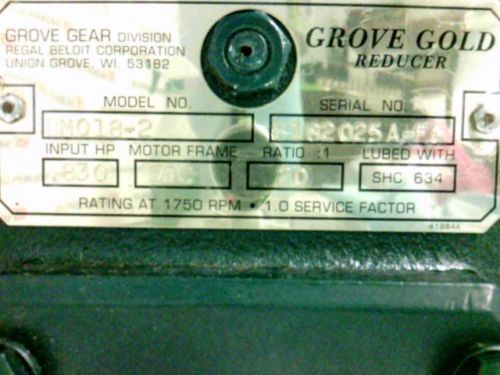 GROVE GEAR DIVISION
REGAL BELOIT CORPORATION
UNION GROVE, WI. 53182
GROVE GOLD
REDUCER
MODEL NO. SERIAL NO.
INPUT HP MOTOR FRAME RATIO :1 LUBED WITH
.830 SHC 634
RATING AT 1750 RPM • 1.0 SERVICE FACTOR
41984A